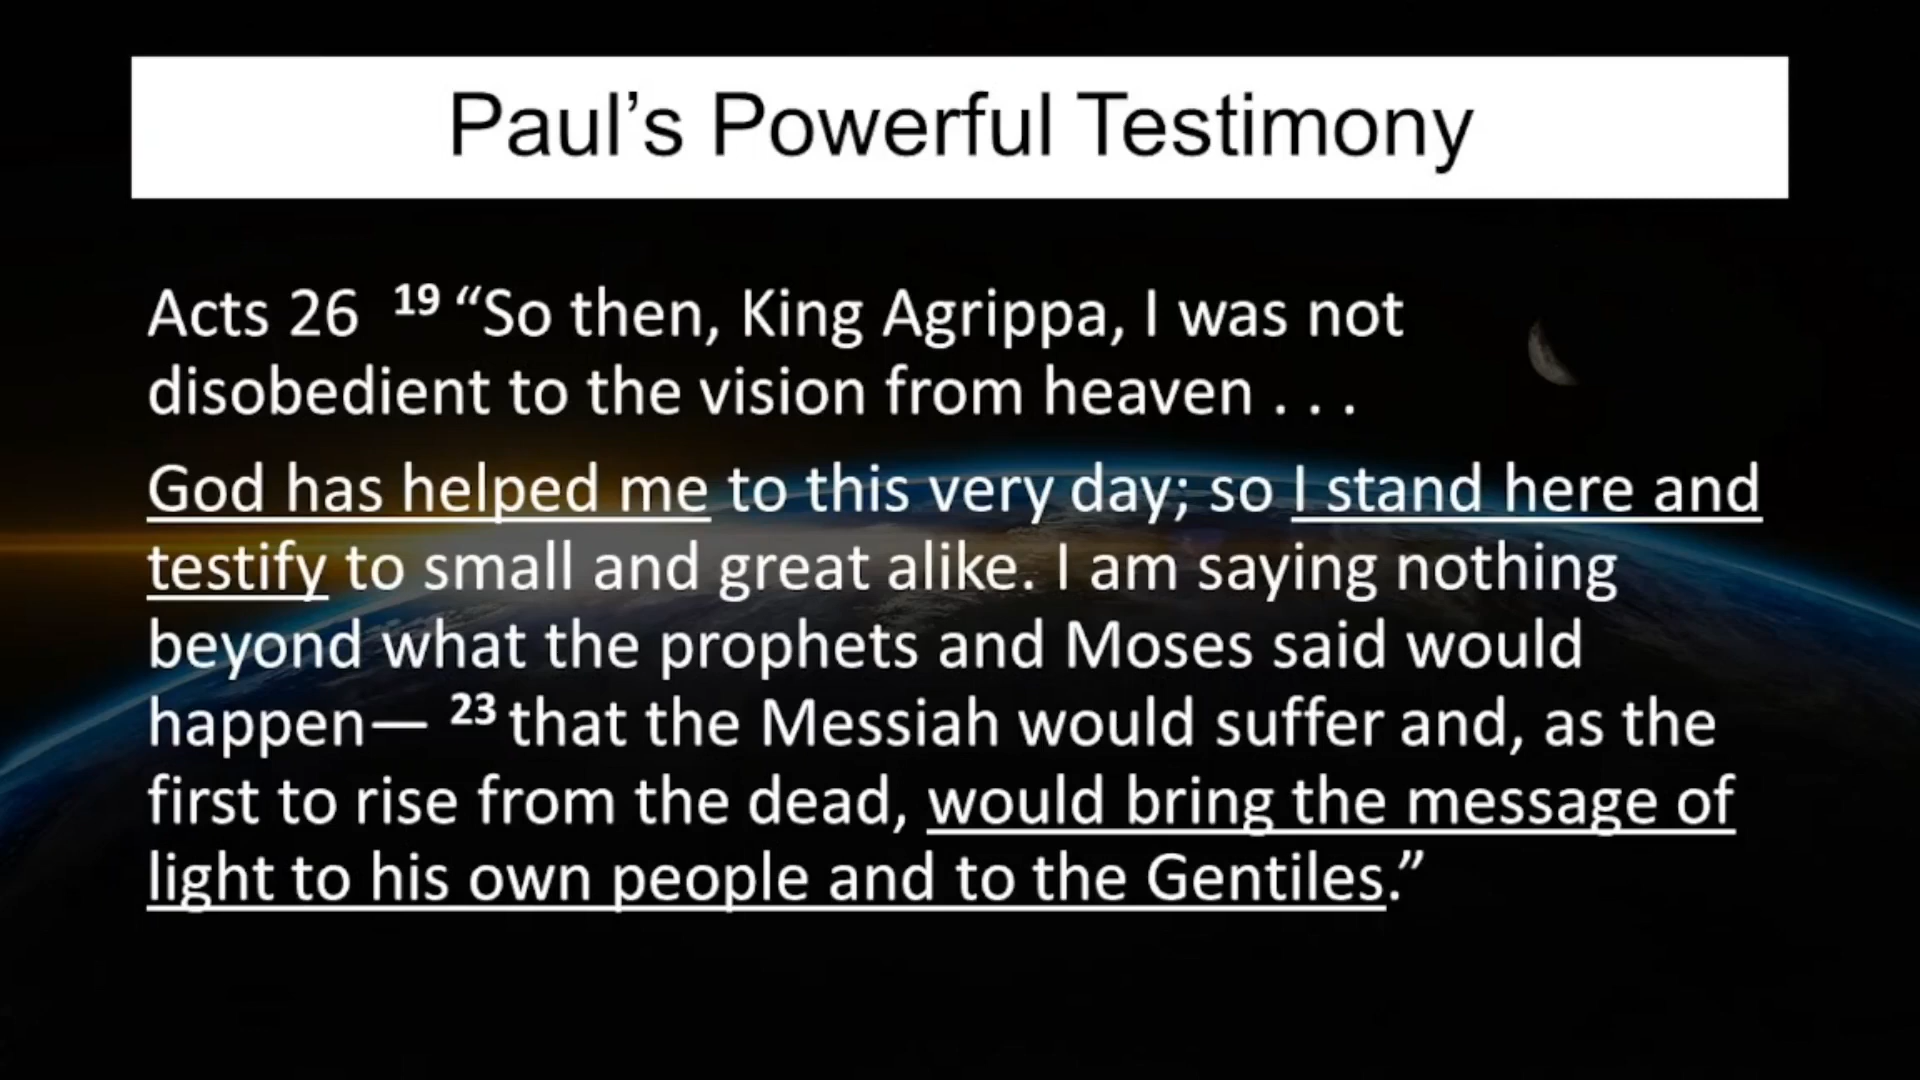 Paul’s Powerful Testimony
Acts 26 19 “So then, King Agrippa, I was not
disobedient to the vision from heaven . . .
God has helped me to this very day; so I stand here and
testify to small and great alike. I am saying nothing
beyond what the prophets and Moses said would
happen— 23 that the Messiah would suffer and, as the
first to rise from the dead, would bring the message of
light to his own people and to the Gentiles.”